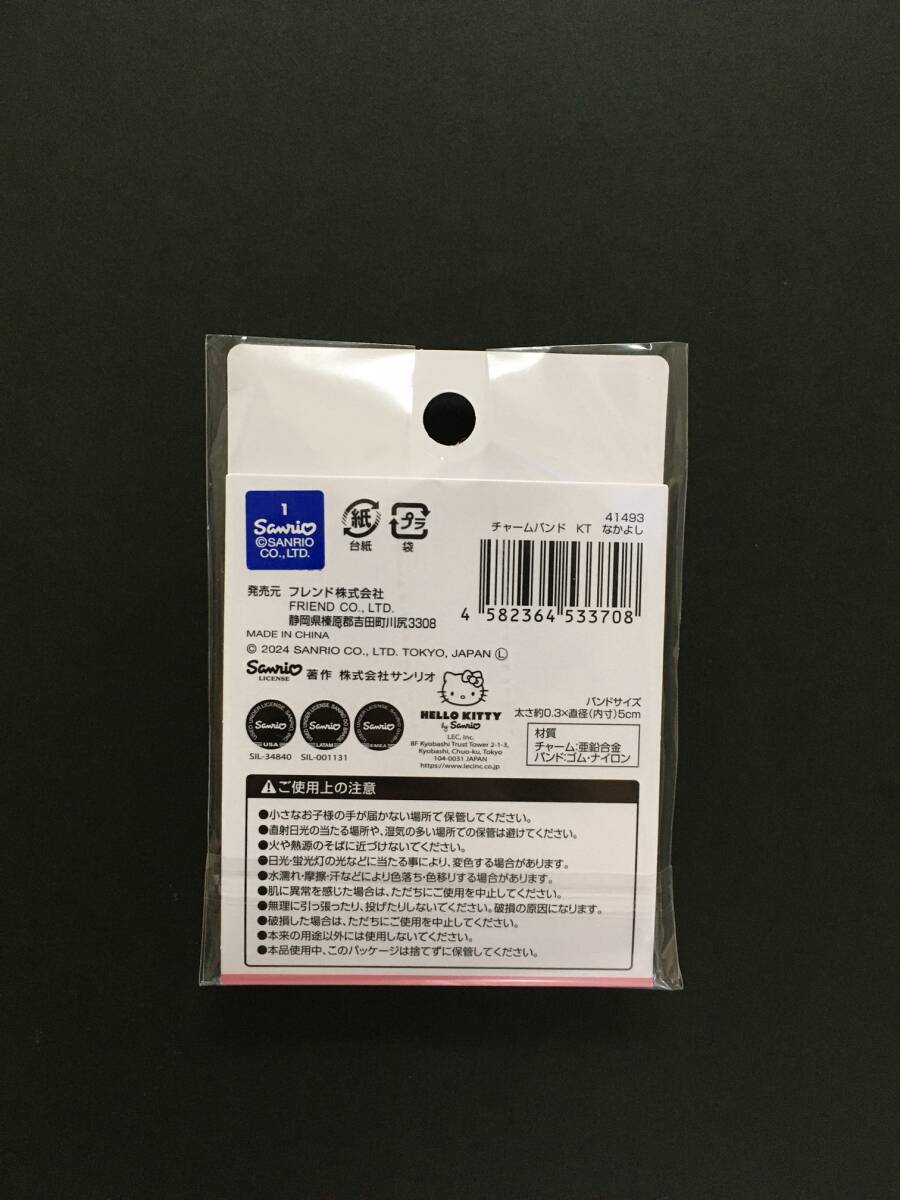 1
Sanrio
©SANRIO
CO.,LTD.
紙
台紙
プラ
袋
41493
チャームバンド KT なかよし
4 582364 533708
発売元 フレンド株式会社
FRIEND CO., LTD.
静岡県榛原郡吉田町川尻3308
MADE IN CHINA
© 2024 SANRIO CO., LTD. TOKYO, JAPAN Ⓛ
Sanrio
LICENSE
著作 株式会社サンリオ
HELLO KITTY
by Sanrio
LEC, Inc.
8F Kyobashi Trust Tower 2-1-3,
Kyobashi, Chuo-ku, Tokyo
104-0031 JAPAN
https://www.lecinc.co.jp
バンドサイズ
太さ約0.3×直径(内寸)5cm
材質
チャーム:亜鉛合金
バンド:ゴム・ナイロン
Sanrio
USA
Sanrio
LATAM
Sanrio
EMEA
SIL-34840 SIL-001131
ご使用上の注意
●小さなお子様の手が届かない場所で保管してください。
●直射日光の当たる場所や、湿気の多い場所での保管は避けてください。
●火や熱源のそばに近づけないでください。
●日光・蛍光灯の光などに当たる事により、変色する場合があります。
●水濡れ・摩擦・汗などにより色落ち・色移りする場合があります。
●肌に異常を感じた場合は、ただちにご使用を中止してください。
●無理に引っ張ったり、投げたりしないでください。破損の原因になります。
●破損した場合は、ただちにご使用を中止してください。
●本来の用途以外には使用しないでください。
●本品使用中、このパッケージは捨てずに保管してください。